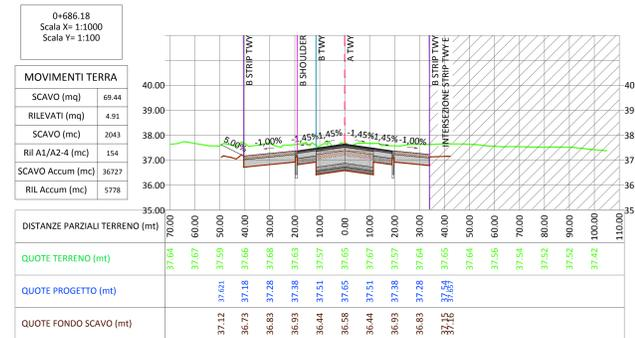 0+686.18
Scala X= 1:1000
Scala Y= 1:100
MOVIMENTI TERRA
SCAVO (mq) 69.44
RILEVATI (mq) 4.91
SCAVO (mc) 2043
Ril A1/A2-4 (mc) 154
SCAVO Accum (mc) 36727
RIL Accum (mc) 5778
B STRIP TWY
B SHOULDER
B TWY
A TWY
B STRIP TWY
INTERSEZIONE STRIP TWY E
40.00 40
39.00 39
38.00 38
37.00 37
36.00 36
35.00 35
5,00% -1,00% -1,45% 1,45% -1,45% 1,45% -1,00%
DISTANZE PARZIALI TERRENO (mt) 70.00 60.00 50.00 40.00 30.00 20.00 10.00 0.00 10.00 20.00 30.00 40.00 50.00 60.00 70.00 80.00 90.00 100.00 110.00
QUOTE TERRENO (mt) 37.64 37.67 37.59 37.66 37.68 37.63 37.57 37.65 37.67 37.57 37.64 37.65 37.64 37.56 37.54 37.52 37.52 37.42
QUOTE PROGETTO (mt) 37.621 37.18 37.28 37.38 37.51 37.65 37.51 37.38 37.28 37.54
QUOTE FONDO SCAVO (mt) 37.12 36.73 36.83 36.93 36.44 36.58 36.44 36.93 36.83 37.15 37.16